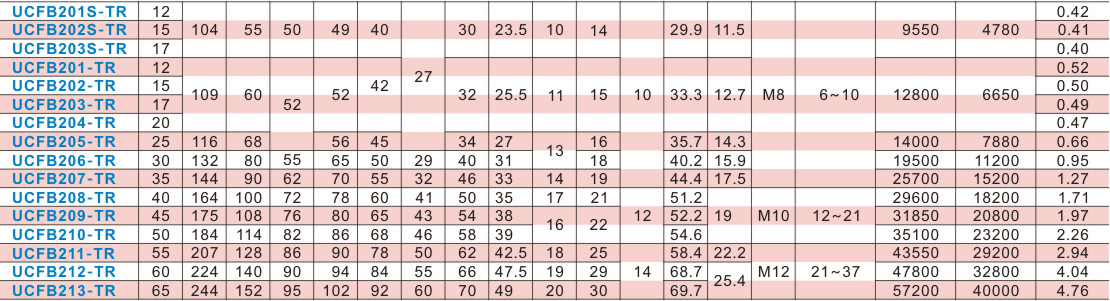 UCFB201S-TR 12 0.42
UCFB202S-TR 15 104 55 50 49 40 30 23.5 10 14 29.9 11.5 9550 4780 0.41
UCFB203S-TR 17 0.40
UCFB201-TR 12 27 0.52
UCFB202-TR 15 42 0.50
109 60 52 32 25.5 11 15 10 33.3 12.7 M8 6~10 12800 6650
UCFB203-TR 17 52 0.49
UCFB204-TR 20 0.47
UCFB205-TR 25 116 68 56 45 34 27 13 16 35.7 14.3 14000 7880 0.66
UCFB206-TR 30 132 80 55 65 50 29 40 31 18 40.2 15.9 19500 11200 0.95
UCFB207-TR 35 144 90 62 70 55 32 46 33 14 19 44.4 17.5 25700 15200 1.27
UCFB208-TR 40 164 100 72 78 60 41 50 35 17 21 51.2 29600 18200 1.71
UCFB209-TR 45 175 108 76 80 65 43 54 38 16 22 12 52.2 19 M10 12~21 31850 20800 1.97
UCFB210-TR 50 184 114 82 86 68 46 58 39 54.6 35100 23200 2.26
UCFB211-TR 55 207 128 86 90 78 50 62 42.5 18 25 58.4 22.2 43550 29200 2.94
UCFB212-TR 60 224 140 90 94 84 55 66 47.5 19 29 14 68.7 25.4 M12 21~37 47800 32800 4.04
UCFB213-TR 65 244 152 95 102 92 60 70 49 20 30 69.7 57200 40000 4.76